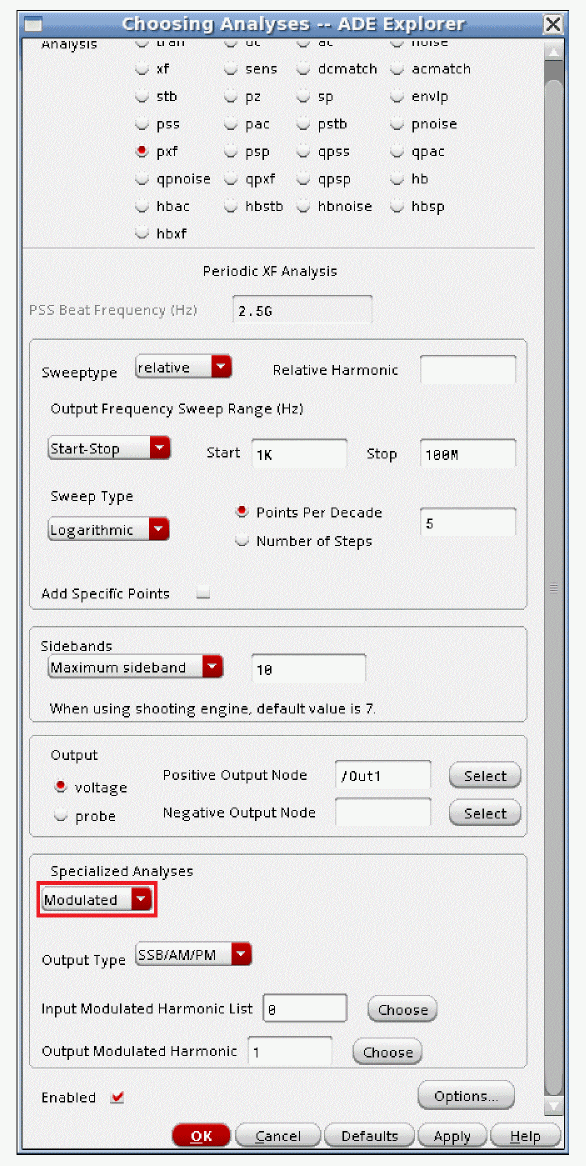 Choosing Analyses -- ADE Explorer
Analysis tran dc ac noise
xf sens dcmatch acmatch
stb pz sp envlp
pss pac pstb pnoise
pxf psp qpss qpac
qpnoise qpxf qpsp hb
hbac hbstb hbnoise hbsp
hbxf
Periodic XF Analysis
PSS Beat Frequency (Hz) 2.5G
Sweeptype relative Relative Harmonic
Output Frequency Sweep Range (Hz)
Start-Stop Start 1K Stop 100M
Sweep Type
Logarithmic Points Per Decade 5
Number of Steps
Add Specific Points
Sidebands
Maximum sideband 10
When using shooting engine, default value is 7.
Output
voltage Positive Output Node /Out1 Select
probe Negative Output Node Select
Specialized Analyses
Modulated
Output Type SSB/AM/PM
Input Modulated Harmonic List 0 Choose
Output Modulated Harmonic 1 Choose
Enabled Options...
OK Cancel Defaults Apply Help